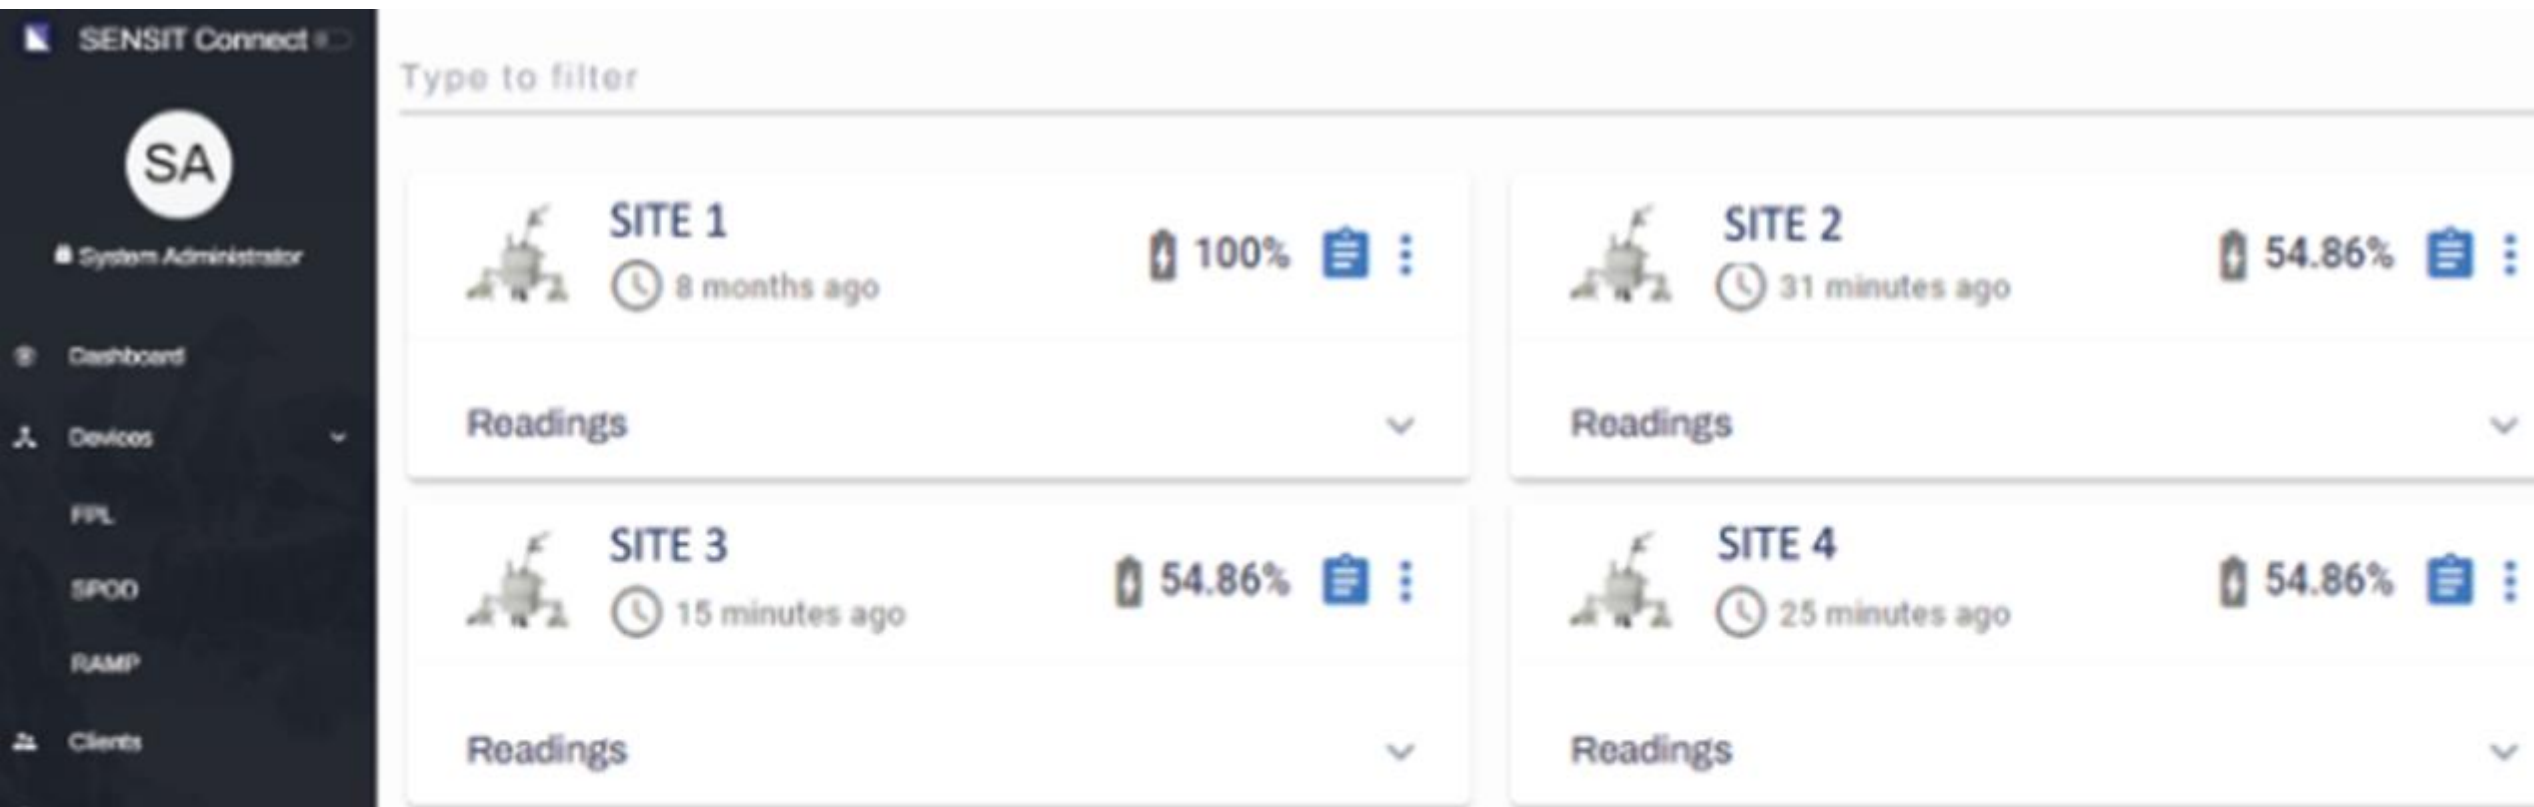 SENSIT Connect
SA
System Administrator
Dashboard
Devices
FPL
SPOD
RAMP
Clients
Type to filter
SITE 1
100%
8 months ago
Readings
SITE 2
54.86%
31 minutes ago
Readings
SITE 3
54.86%
15 minutes ago
Readings
SITE 4
54.86%
25 minutes ago
Readings